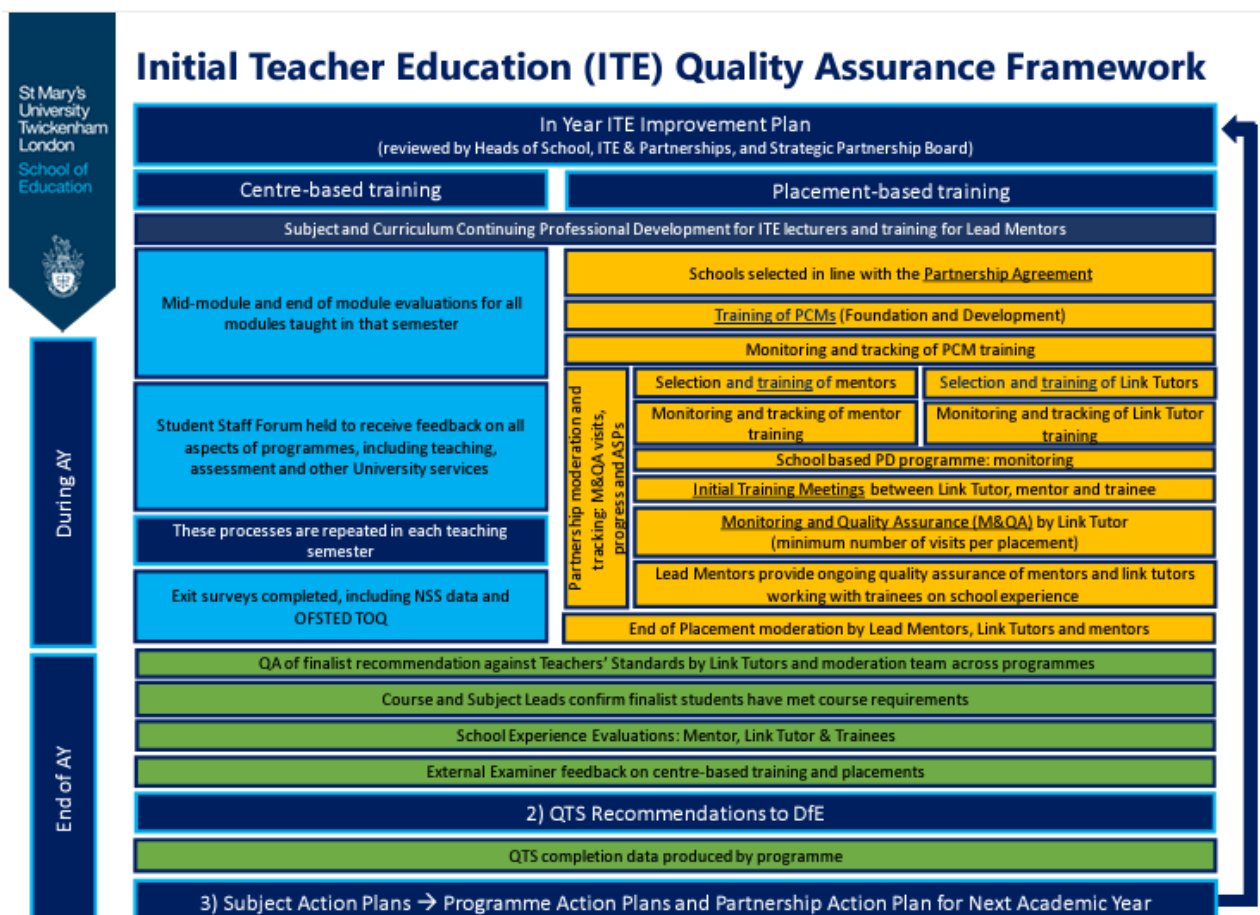 St Mary's
University
Twickenham
London
School of
Education
Initial Teacher Education (ITE) Quality Assurance Framework
In Year ITE Improvement Plan
(reviewed by Heads of School, ITE & Partnerships, and Strategic Partnership Board)
Centre-based training
Placement-based training
Subject and Curriculum Continuing Professional Development for ITE lecturers and training for Lead Mentors
During AY
Mid-module and end of module evaluations for all
modules taught in that semester
Student Staff Forum held to receive feedback on all
aspects of programmes, including teaching,
assessment and other University services
These processes are repeated in each teaching
semester
Exit surveys completed, including NSS data and
OFSTED TOQ
Schools selected in line with the Partnership Agreement
Training of PCMs (Foundation and Development)
Monitoring and tracking of PCM training
Partnership moderation and
tracking: M&QA visits,
progress and ASPs
Selection and training of mentors
Selection and training of Link Tutors
Monitoring and tracking of mentor
training
Monitoring and tracking of Link Tutor
training
School based PD programme: monitoring
Initial Training Meetings between Link Tutor, mentor and trainee
Monitoring and Quality Assurance (M&QA) by Link Tutor
(minimum number of visits per placement)
Lead Mentors provide ongoing quality assurance of mentors and link tutors
working with trainees on school experience
End of Placement moderation by Lead Mentors, Link Tutors and mentors
End of AY
QA of finalist recommendation against Teachers' Standards by Link Tutors and moderation team across programmes
Course and Subject Leads confirm finalist students have met course requirements
School Experience Evaluations: Mentor, Link Tutor & Trainees
External Examiner feedback on centre-based training and placements
2) QTS Recommendations to DfE
QTS completion data produced by programme
3) Subject Action Plans → Programme Action Plans and Partnership Action Plan for Next Academic Year